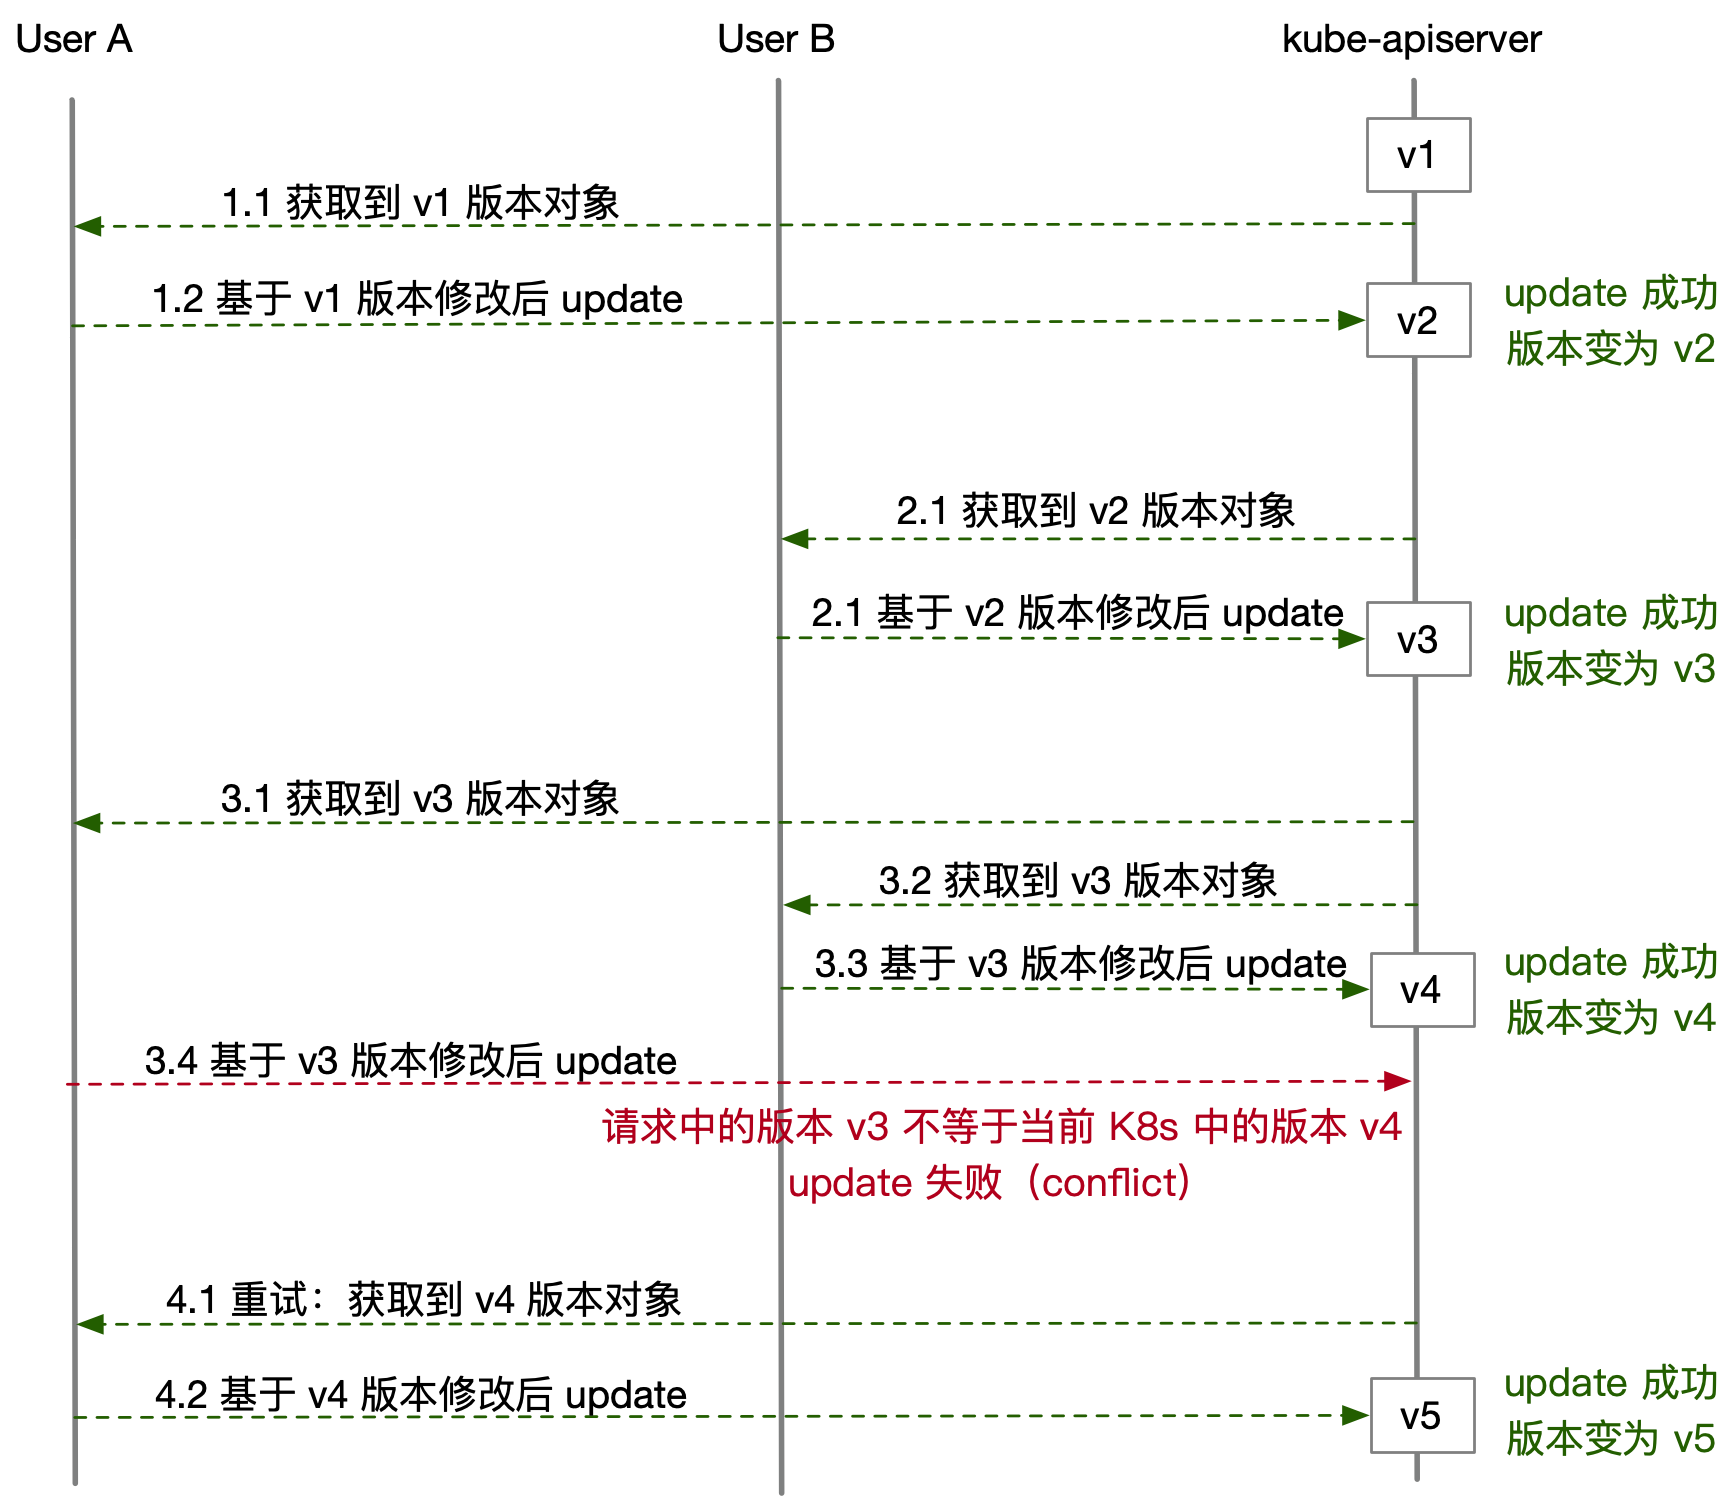 User A
User B
kube-apiserver
v1
1.1 获取到 v1 版本对象
1.2 基于 v1 版本修改后 update
v2
update 成功
版本变为 v2
2.1 获取到 v2 版本对象
2.1 基于 v2 版本修改后 update
v3
update 成功
版本变为 v3
3.1 获取到 v3 版本对象
3.2 获取到 v3 版本对象
3.3 基于 v3 版本修改后 update
v4
update 成功
版本变为 v4
3.4 基于 v3 版本修改后 update
请求中的版本 v3 不等于当前 K8s 中的版本 v4
update 失败（conflict）
4.1 重试：获取到 v4 版本对象
4.2 基于 v4 版本修改后 update
v5
update 成功
版本变为 v5